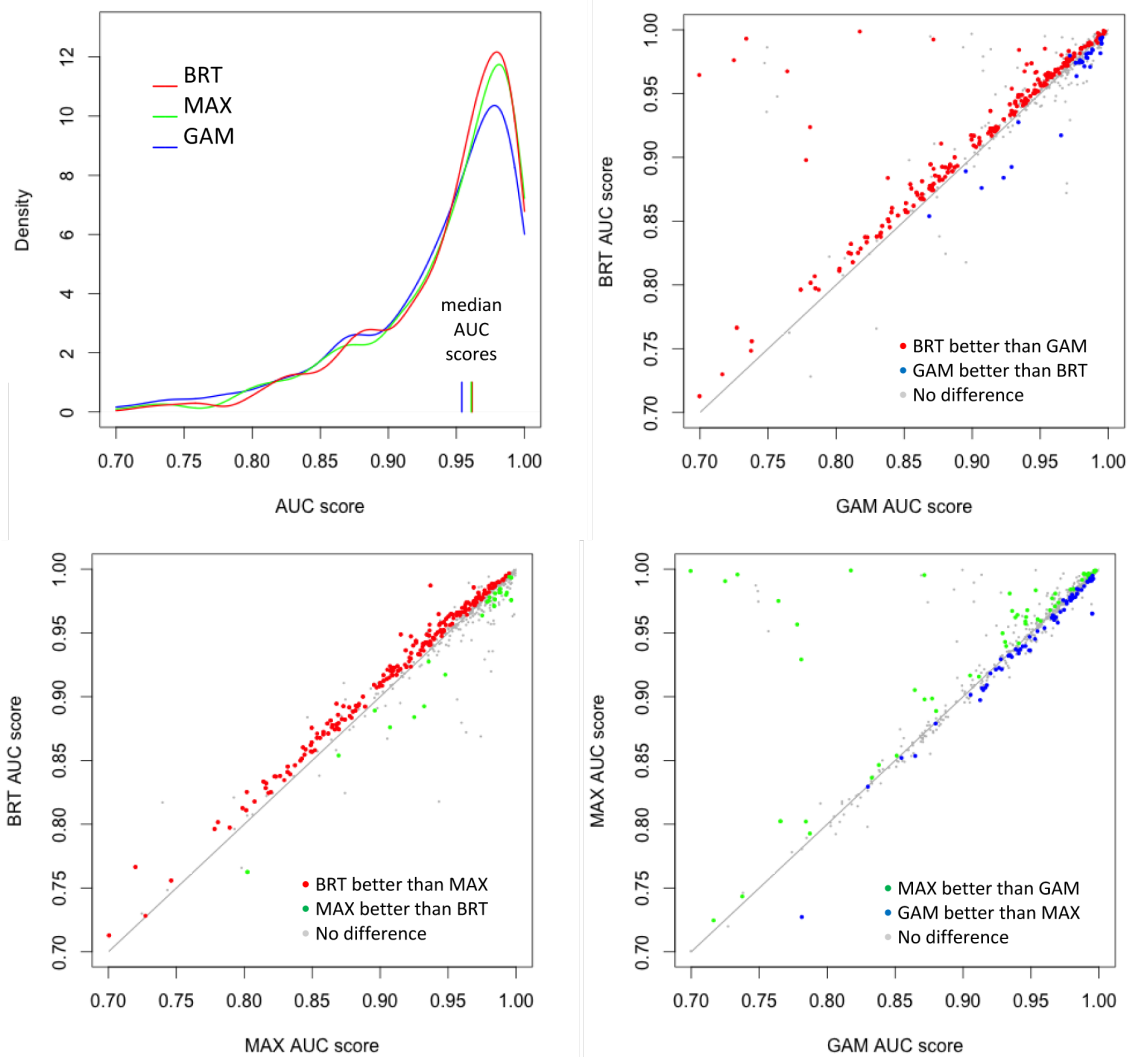 12
10
8
6
4
2
0
Density
BRT
MAX
GAM
median
AUC
scores
0.70 0.75 0.80 0.85 0.90 0.95 1.00
AUC score
1.00
0.95
0.90
0.85
0.80
0.75
0.70
BRT AUC score
BRT better than GAM
GAM better than BRT
No difference
0.70 0.75 0.80 0.85 0.90 0.95 1.00
GAM AUC score
1.00
0.95
0.90
0.85
0.80
0.75
0.70
BRT AUC score
BRT better than MAX
MAX better than BRT
No difference
0.70 0.75 0.80 0.85 0.90 0.95 1.00
MAX AUC score
1.00
0.95
0.90
0.85
0.80
0.75
0.70
MAX AUC score
MAX better than GAM
GAM better than MAX
No difference
0.70 0.75 0.80 0.85 0.90 0.95 1.00
GAM AUC score